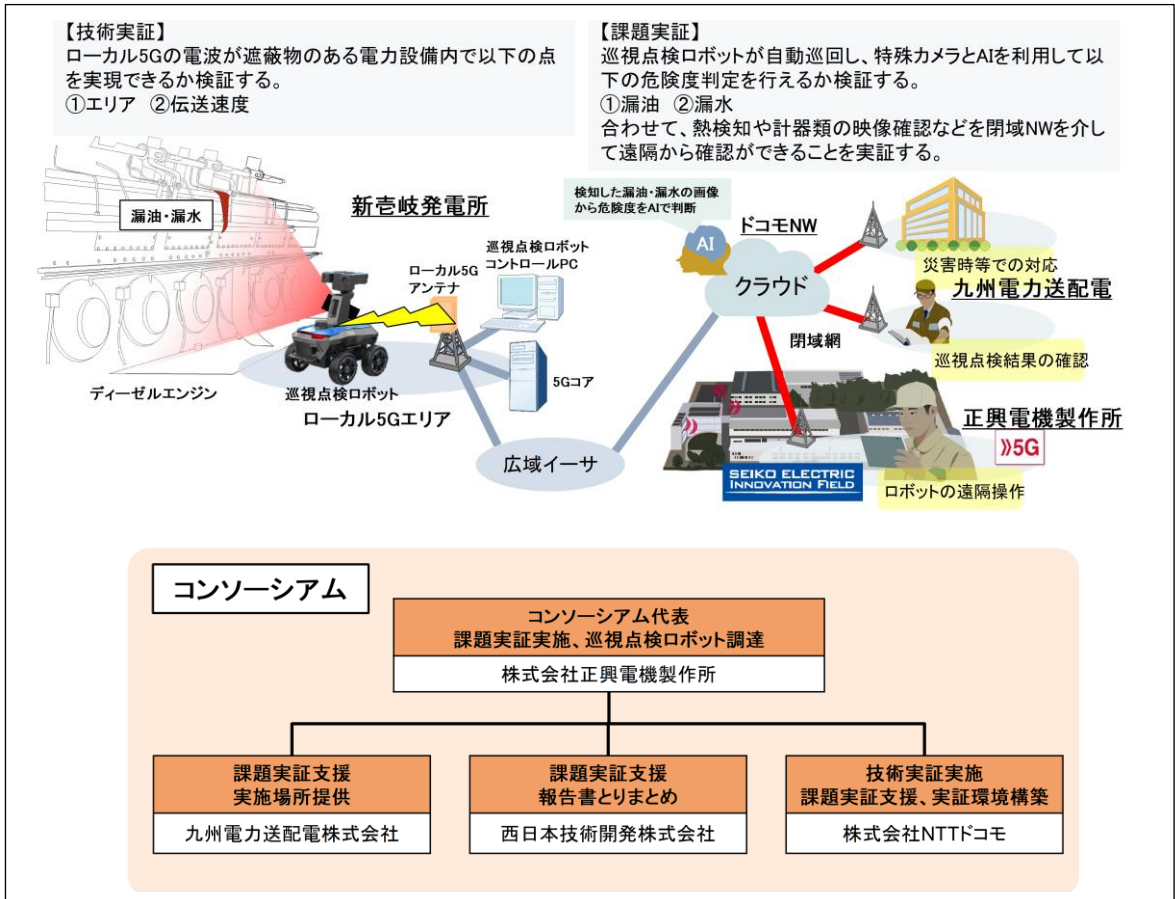 【技術実証】
ローカル5Gの電波が遮蔽物のある電力設備内で以下の点
を実現できるか検証する。
①エリア ②伝送速度
【課題実証】
巡視点検ロボットが自動巡回し、特殊カメラとAIを利用して以
下の危険度判定を行えるか検証する。
①漏油 ②漏水
合わせて、熱検知や計器類の映像確認などを閉域NWを介し
て遠隔から確認ができることを実証する。
漏油・漏水
新壱岐発電所
巡視点検ロボット
コントロールPC
ローカル5G
アンテナ
5Gコア
ディーゼルエンジン
巡視点検ロボット
ローカル5Gエリア
広域イーサ
検知した漏油・漏水の画像
から危険度をAIで判断
AI
ドコモNW
クラウド
閉域網
災害時等での対応
九州電力送配電
巡視点検結果の確認
正興電機製作所
5G
SEIKO ELECTRIC
INNOVATION FIELD
ロボットの遠隔操作
コンソーシアム
コンソーシアム代表
課題実証実施、巡視点検ロボット調達
株式会社正興電機製作所
課題実証支援
実施場所提供
九州電力送配電株式会社
課題実証支援
報告書とりまとめ
西日本技術開発株式会社
技術実証実施
課題実証支援、実証環境構築
株式会社NTTドコモ